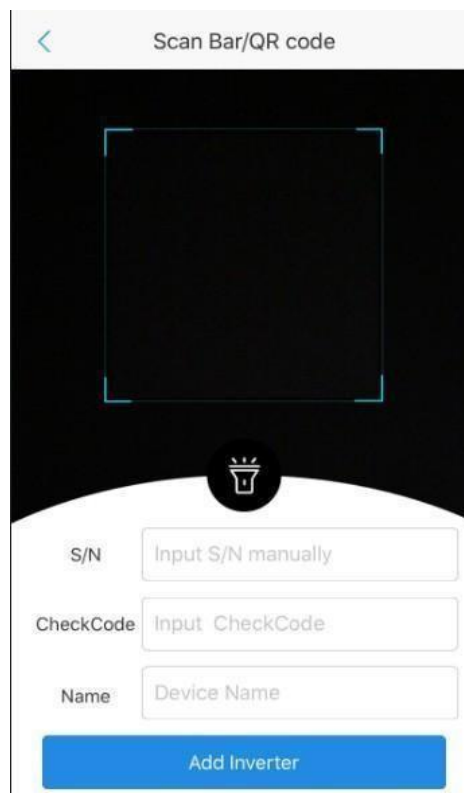 Scan Bar/QR code
S/N
Input S/N manually
CheckCode
Input CheckCode
Name
Device Name
Add Inverter